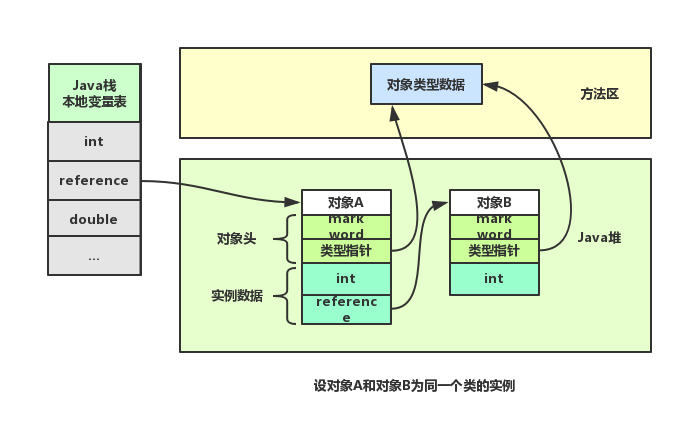 Java栈
本地变量表
int
reference
double
...
对象类型数据
方法区
对象A
mark
word
类型指针
int
referenc
e
对象头
实例数据
对象B
mark
word
类型指针
int
Java堆
设对象A和对象B为同一个类的实例